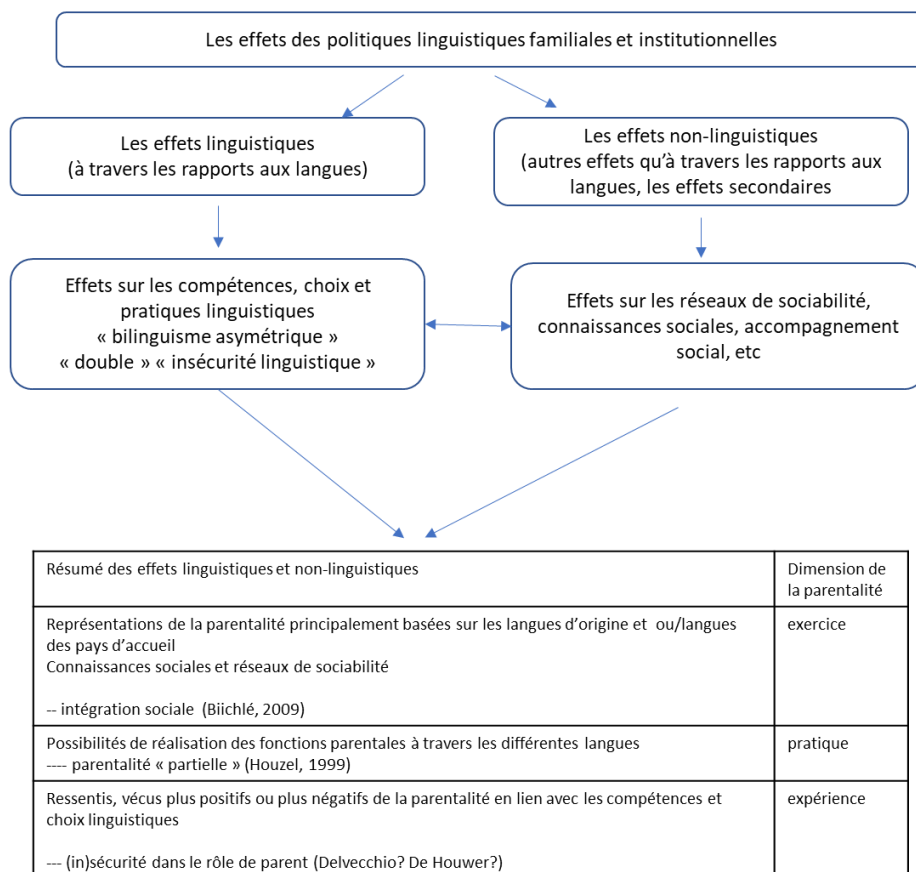 Les effets des politiques linguistiques familiales et institutionnelles
Les effets linguistiques
(à travers les rapports aux langues)
Les effets non-linguistiques
(autres effets qu'à travers les rapports aux
langues, les effets secondaires
Effets sur les compétences, choix et
pratiques linguistiques
« bilinguisme asymétrique »
« double » « insécurité linguistique »
Effets sur les réseaux de sociabilité,
connaissances sociales, accompagnement
social, etc
Résumé des effets linguistiques et non-linguistiques
Dimension de
la parentalité
Représentations de la parentalité principalement basées sur les langues d'origine et ou/langues
des pays d'accueil
Connaissances sociales et réseaux de sociabilité
-- intégration sociale (Biichlé, 2009)
exercice
Possibilités de réalisation des fonctions parentales à travers les différentes langues
---- parentalité « partielle » (Houzel, 1999)
pratique
Ressentis, vécus plus positifs ou plus négatifs de la parentalité en lien avec les compétences et
choix linguistiques
--- (in)sécurité dans le rôle de parent (Delvecchio? De Houwer?)
expérience